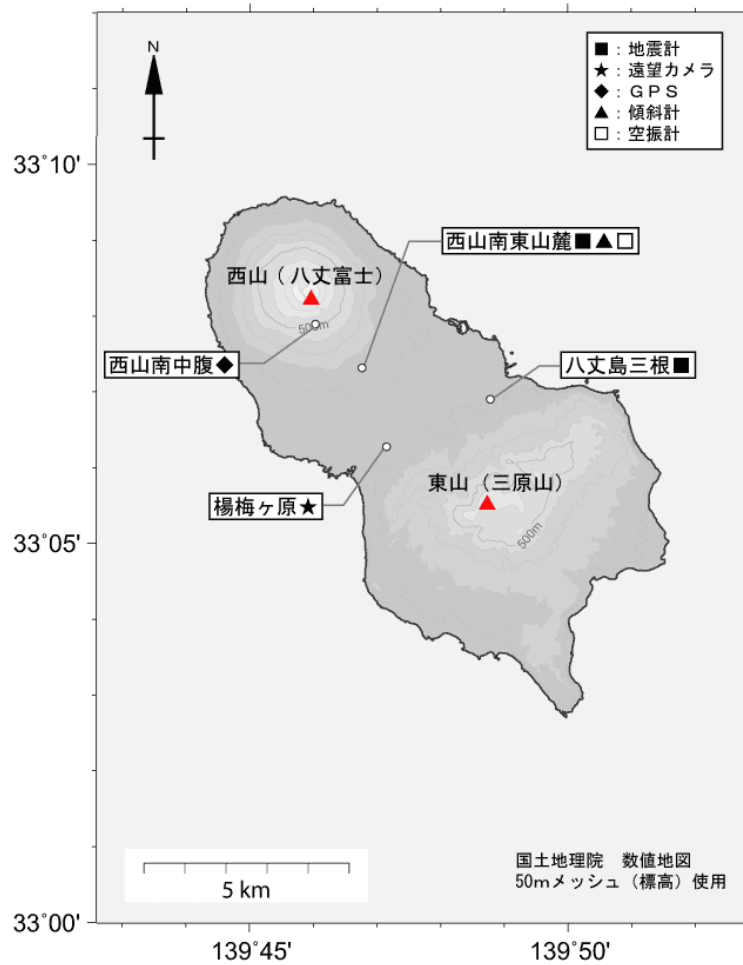 N
■：地震計
★：遠望カメラ
◆：ＧＰＳ
▲：傾斜計
□：空振計
33°10'
西山南東山麓■▲□
西山（八丈富士）
500m
西山南中腹◆
八丈島三根■
東山（三原山）
楊梅ヶ原★
500m
33°05'
5 km
国土地理院　数値地図
50mメッシュ（標高）使用
33°00'
139°45'
139°50'